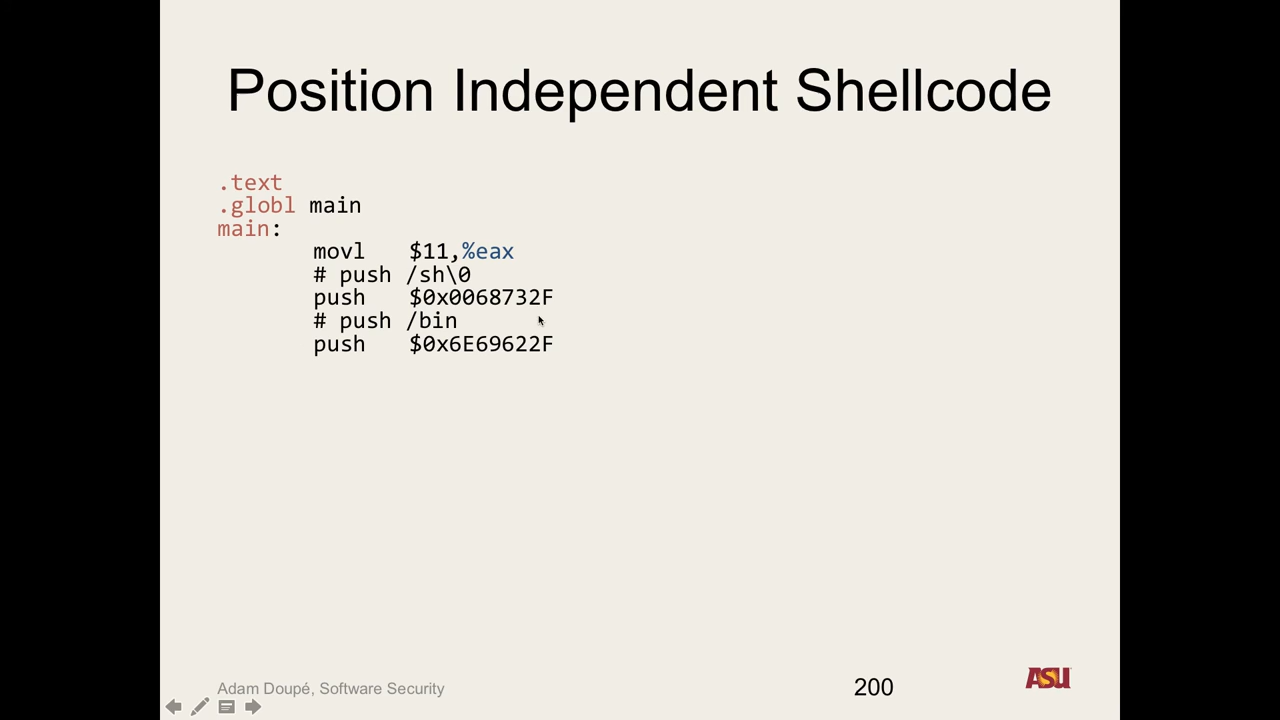 Position Independent Shellcode
.text
.globl main
main:
movl $11,%eax
# push /sh\0
push $0x0068732F
# push /bin
push $0x6E69622F
Adam Doupé, Software Security
200
ASU